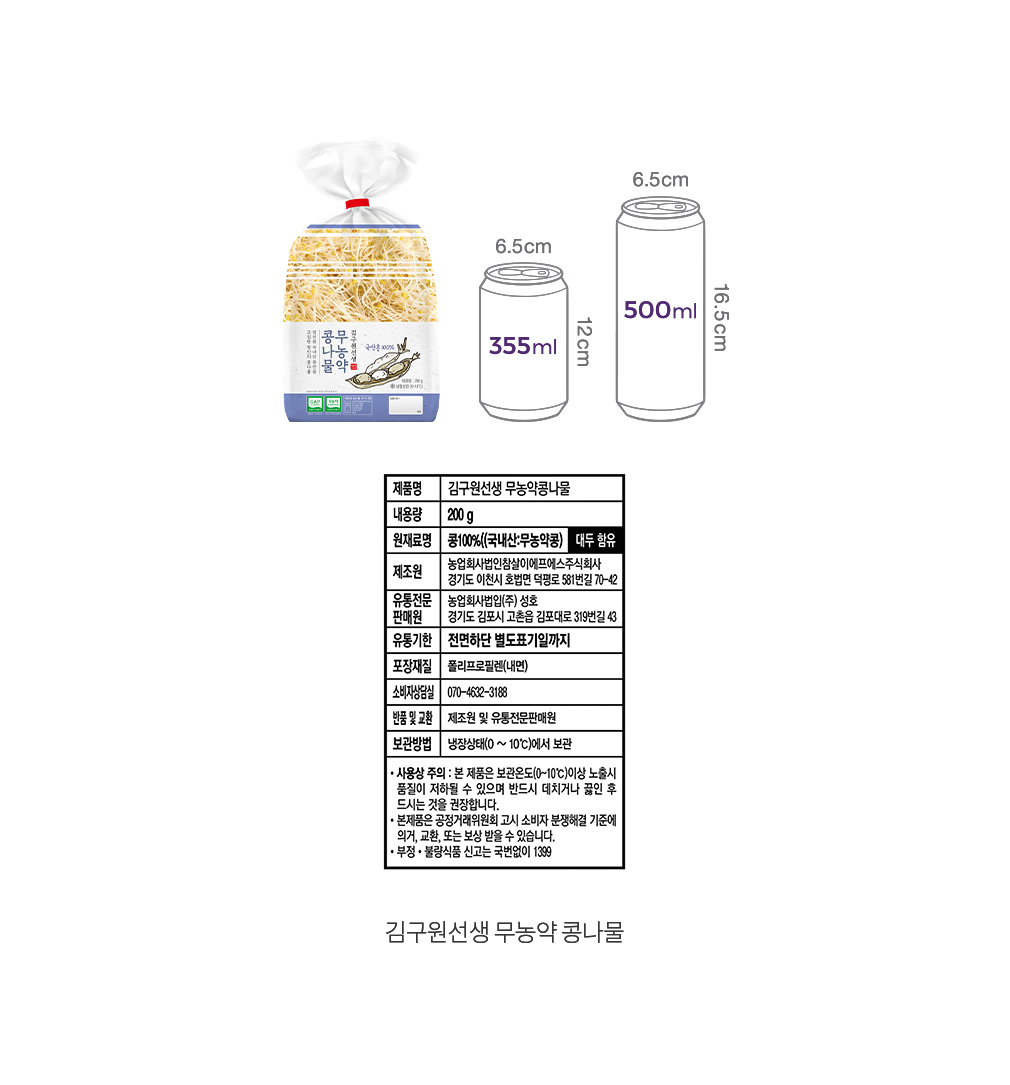 김구원선생
무농약
콩나물
국산콩 100%
GAP
6.5cm
355ml
12cm
6.5cm
500ml
16.5cm
제품명 김구원선생 무농약콩나물
내용량 200 g
원재료명 콩100%((국내산:무농약콩) 대두 함유
제조원 농업회사법인참살이에프에스주식회사
경기도 이천시 호법면 덕평로 581번길 70-42
유통전문 농업회사법입(주) 성호
판매원 경기도 김포시 고촌읍 김포대로 319번길 43
유통기한 전면하단 별도표기일까지
포장재질 폴리프로필렌(내면)
소비자상담실 070-4632-3188
반품 및 교환 제조원 및 유통전문판매원
보관방법 냉장상태(0 ~ 10℃)에서 보관
• 사용상 주의 : 본 제품은 보관온도(0~10℃)이상 노출시
품질이 저하될 수 있으며 반드시 데치거나 끓인 후
드시는 것을 권장합니다.
• 본제품은 공정거래위원회 고시 소비자 분쟁해결 기준에
의거, 교환, 또는 보상 받을 수 있습니다.
• 부정 • 불량식품 신고는 국번없이 1399
김구원선생 무농약 콩나물